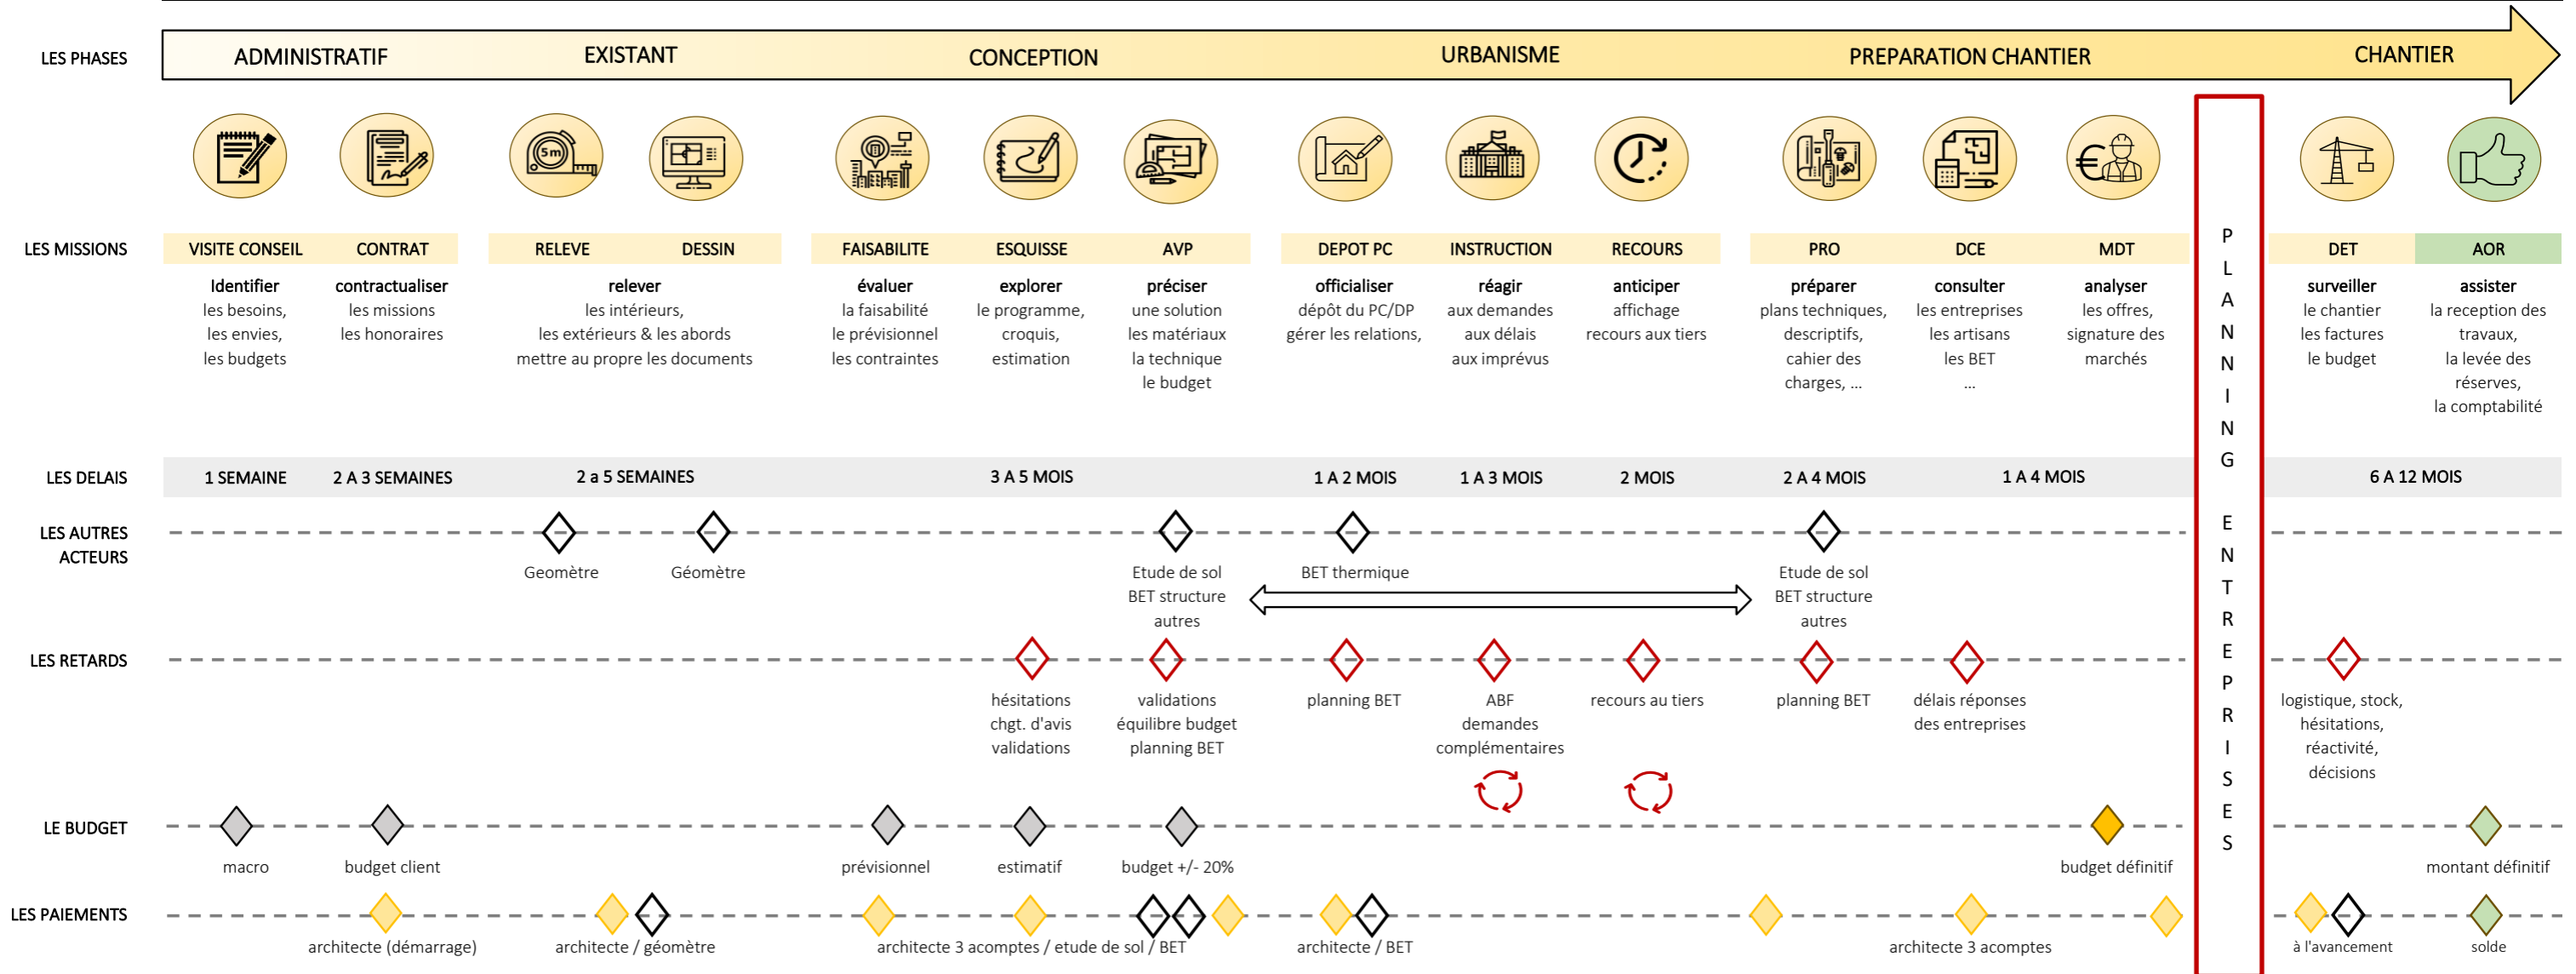 LES PHASES
ADMINISTRATIF
EXISTANT
CONCEPTION
URBANISME
PREPARATION CHANTIER
CHANTIER
5m
LES MISSIONS
VISITE CONSEIL
Identifier
les besoins,
les envies,
les budgets
CONTRAT
contractualiser
les missions
les honoraires
RELEVE
DESSIN
relever
les intérieurs,
les extérieurs & les abords
mettre au propre les documents
FAISABILITE
évaluer
la faisabilité
le prévisionnel
les contraintes
ESQUISSE
explorer
le programme,
croquis,
estimation
AVP
préciser
une solution
les matériaux
la technique
le budget
DEPOT PC
officialiser
dépôt du PC/DP
gérer les relations,
INSTRUCTION
réagir
aux demandes
aux délais
aux imprévus
RECOURS
anticiper
affichage
recours aux tiers
PRO
préparer
plans techniques,
descriptifs,
cahier des
charges, ...
DCE
consulter
les entreprises
les artisans
les BET
...
MDT
analyser
les offres,
signature des
marchés
PLANNING ENTREPRISES
DET
surveiller
le chantier
les factures
le budget
AOR
assister
la reception des
travaux,
la levée des
réserves,
la comptabilité
LES DELAIS
1 SEMAINE
2 A 3 SEMAINES
2 a 5 SEMAINES
3 A 5 MOIS
1 A 2 MOIS
1 A 3 MOIS
2 MOIS
2 A 4 MOIS
1 A 4 MOIS
6 A 12 MOIS
LES AUTRES
ACTEURS
Geomètre
Géomètre
Etude de sol
BET structure
autres
BET thermique
Etude de sol
BET structure
autres
LES RETARDS
hésitations
chgt. d'avis
validations
validations
équilibre budget
planning BET
planning BET
ABF
demandes
complémentaires
recours au tiers
planning BET
délais réponses
des entreprises
logistique, stock,
hésitations,
réactivité,
décisions
LE BUDGET
macro
budget client
prévisionnel
estimatif
budget +/- 20%
budget définitif
montant définitif
LES PAIEMENTS
architecte (démarrage)
architecte / géomètre
architecte 3 acomptes / etude de sol / BET
architecte / BET
architecte 3 acomptes
à l'avancement
solde